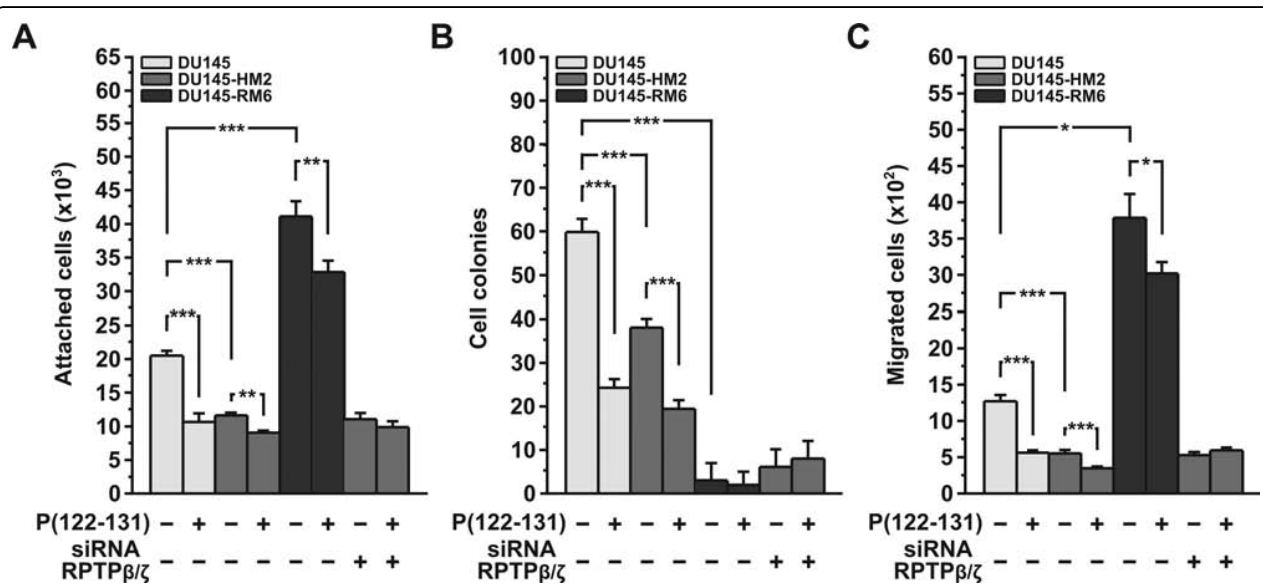 A
B
C
65
60
55
50
45
40
35
30
25
20
15
10
5
0
Attached cells (x10³)
DU145
DU145-HM2
DU145-RM6
***
**
***
***
**
100
90
80
70
60
50
40
30
20
10
0
Cell colonies
DU145
DU145-HM2
DU145-RM6
***
***
***
***
60
55
50
45
40
35
30
25
20
15
10
5
0
Migrated cells (x10²)
DU145
DU145-HM2
DU145-RM6
*
*
***
***
***
P(122-131) – + – + – + – + – + – + – + – + – + – + – + – +
siRNA
RPTPβ/ζ – – – – – – + + – – – – – – + + – – – – – – + +
siRNA
RPTPβ/ζ
siRNA
RPTPβ/ζ
P(122-131)
P(122-131)